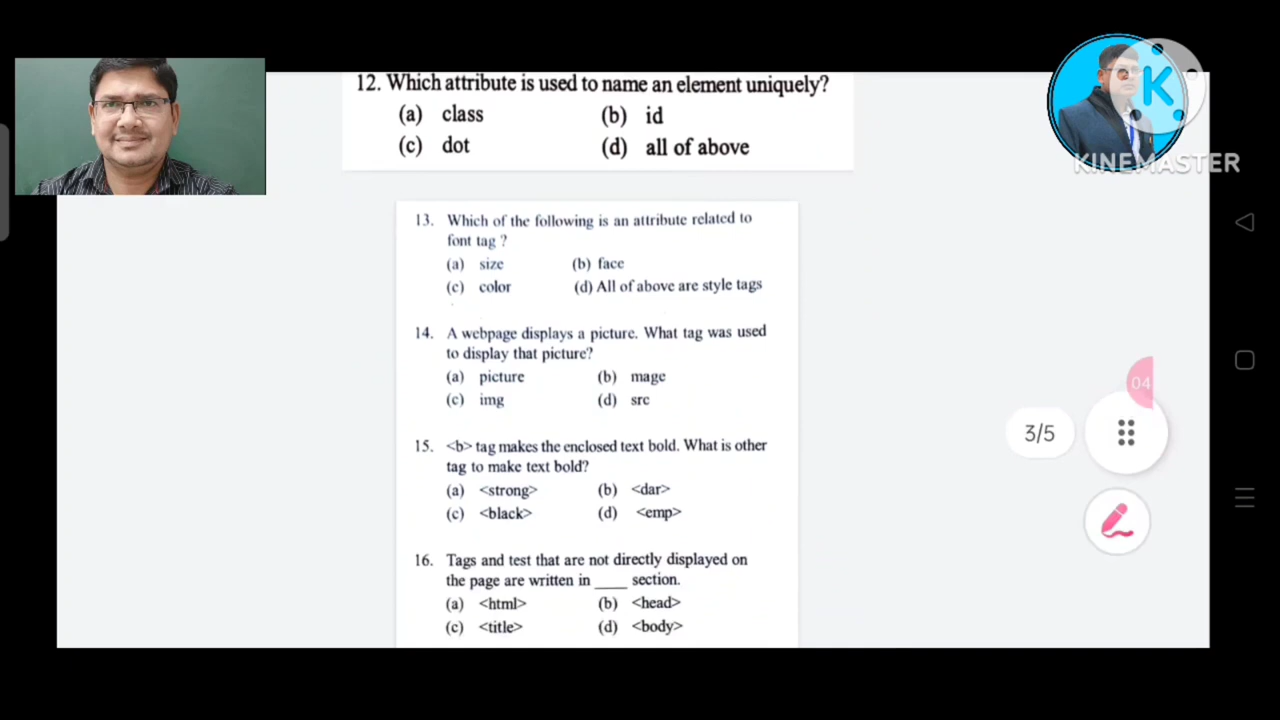 12. Which attribute is used to name an element uniquely?
(a) class (b) id
(c) dot (d) all of above
KINEMASTER
13. Which of the following is an attribute related to
font tag ?
(a) size (b) face
(c) color (d) All of above are style tags
14. A webpage displays a picture. What tag was used
to display that picture?
(a) picture (b) mage
(c) img (d) src
04
3/5
15. <b> tag makes the enclosed text bold. What is other
tag to make text bold?
(a) <strong> (b) <dar>
(c) <black> (d) <emp>
16. Tags and test that are not directly displayed on
the page are written in ____ section.
(a) <html> (b) <head>
(c) <title> (d) <body>